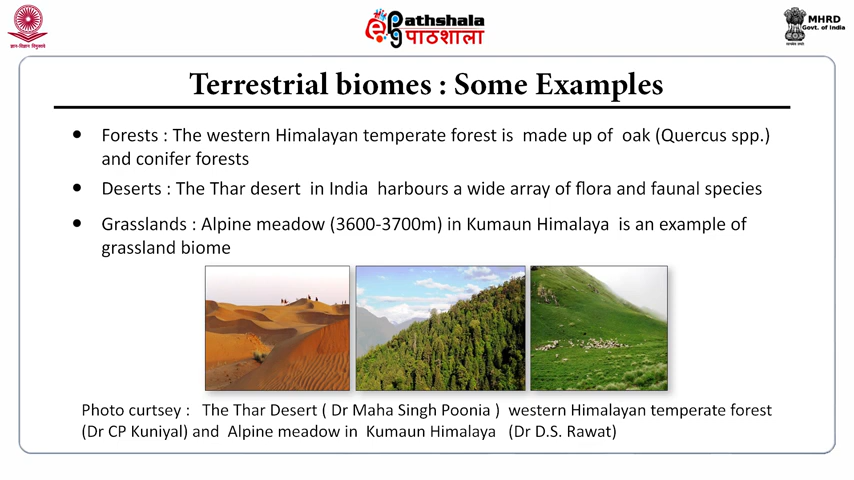 ज्ञान-विज्ञान विमुक्तये
ePathshala
पाठशाला
MHRD
Govt. of India
Terrestrial biomes : Some Examples
• Forests : The western Himalayan temperate forest is made up of oak (Quercus spp.)
and conifer forests
• Deserts : The Thar desert in India harbours a wide array of flora and faunal species
• Grasslands : Alpine meadow (3600-3700m) in Kumaun Himalaya is an example of
grassland biome
Photo curtsey : The Thar Desert ( Dr Maha Singh Poonia ) western Himalayan temperate forest
(Dr CP Kuniyal) and Alpine meadow in Kumaun Himalaya (Dr D.S. Rawat)